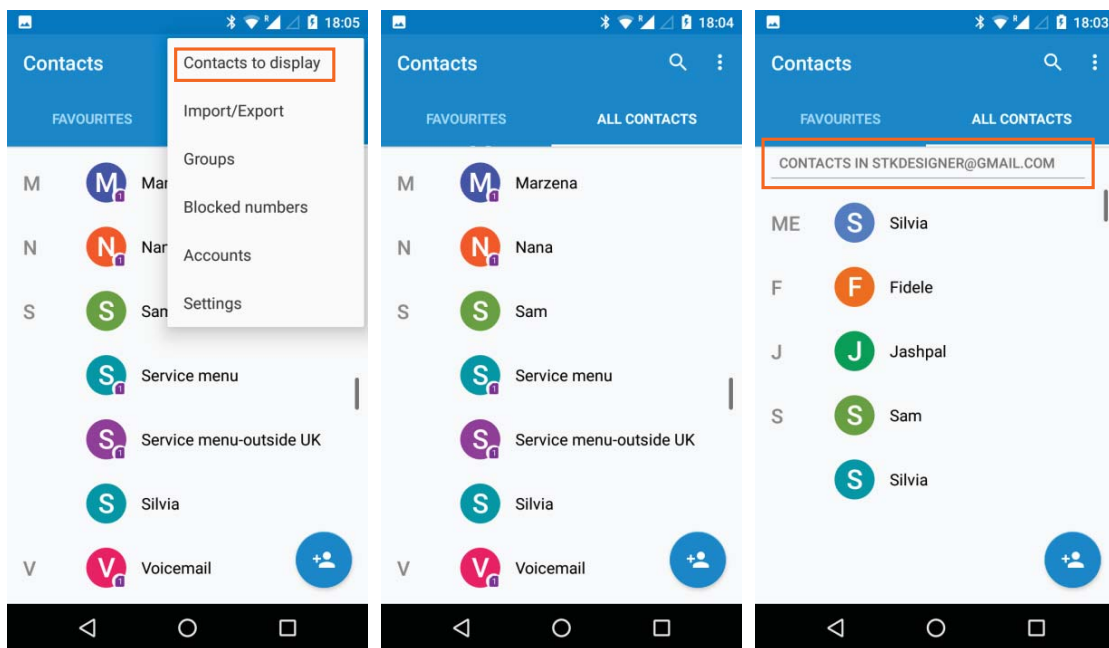 18:05
Contacts
Contacts to display
FAVOURITES
Import/Export
Groups
Blocked numbers
Accounts
Settings
M
M
Mar
N
N
Nan
S
S
Sam
S
Service menu
S
Service menu-outside UK
S
Silvia
V
V
Voicemail
18:04
Contacts
FAVOURITES ALL CONTACTS
M
M
Marzena
N
N
Nana
S
S
Sam
S
Service menu
S
Service menu-outside UK
S
Silvia
V
V
Voicemail
18:03
Contacts
FAVOURITES ALL CONTACTS
CONTACTS IN STKDESIGNER@GMAIL.COM
ME
S
Silvia
F
F
Fidele
J
J
Jashpal
S
S
Sam
S
Silvia